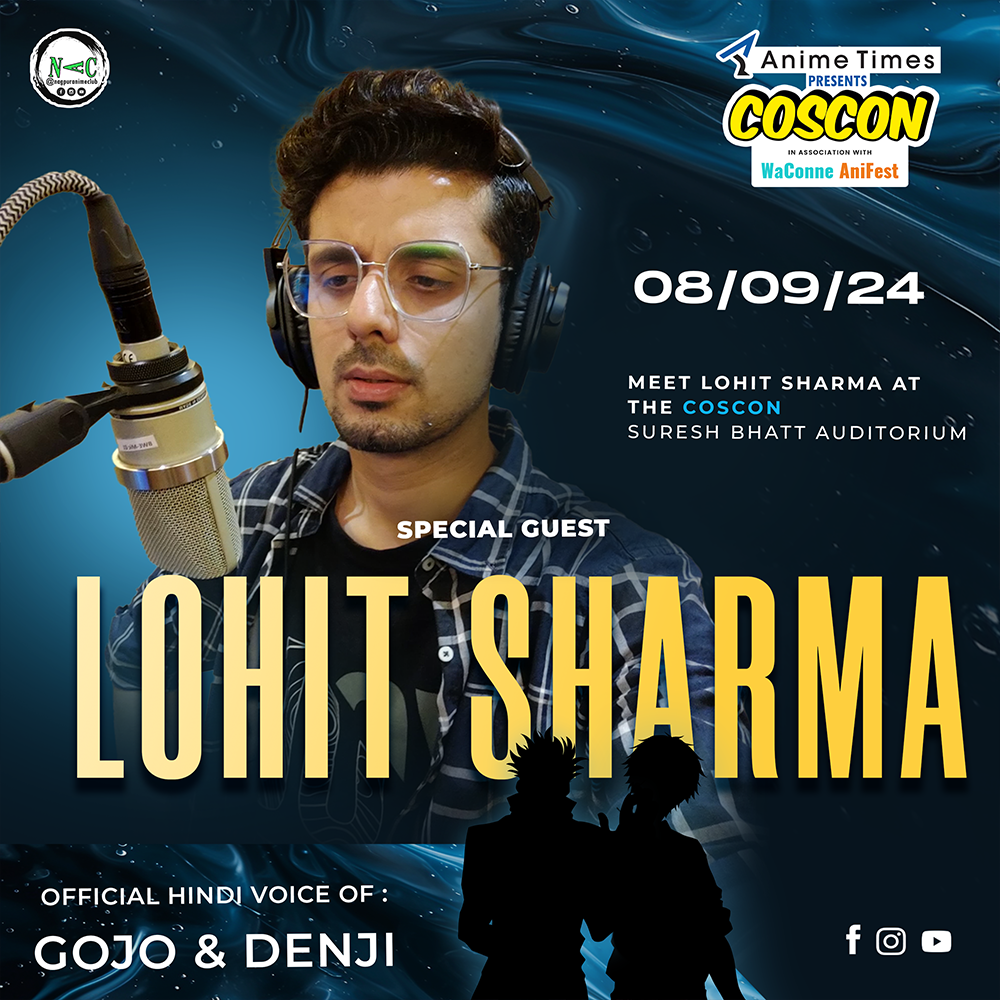 NAC
@nagpuranimeclub
Anime Times
PRESENTS
COSCON
IN ASSOCIATION WITH
WaConne AniFest
08/09/24
MEET LOHIT SHARMA AT
THE COSCON
SURESH BHATT AUDITORIUM
SPECIAL GUEST
LOHIT SHARMA
OFFICIAL HINDI VOICE OF :
GOJO & DENJI